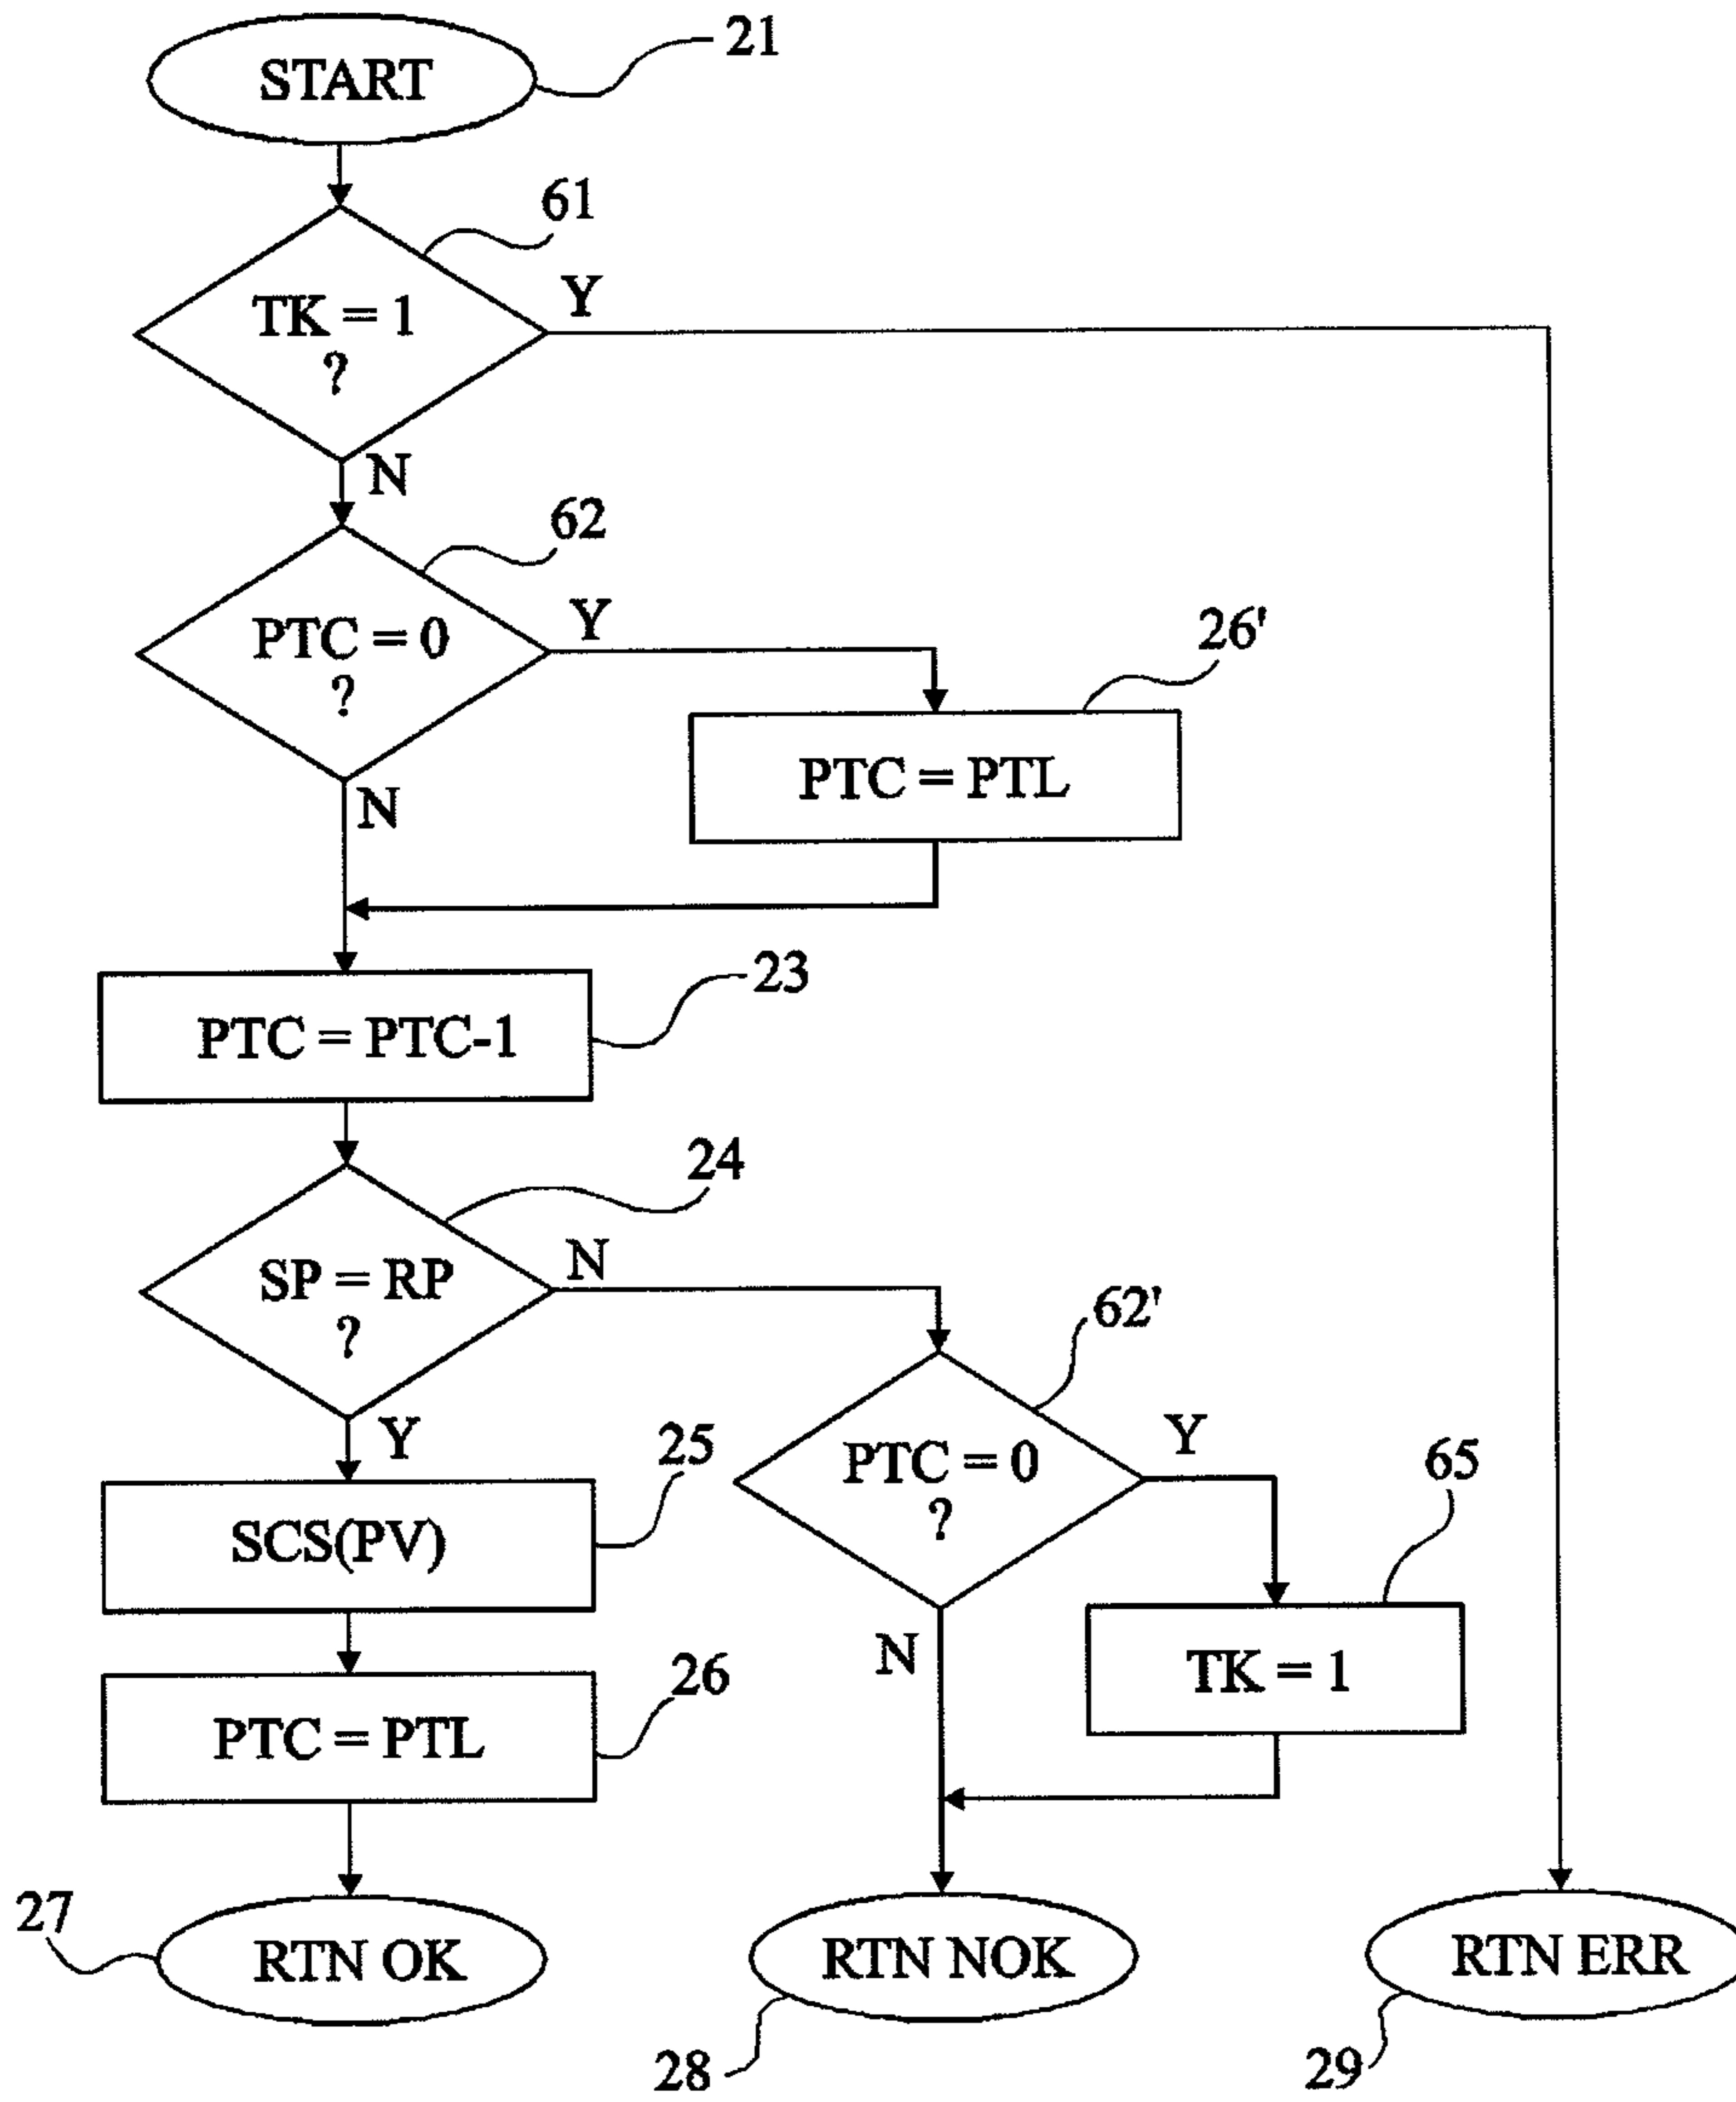 START
21
61
TK = 1
?
Y
N
62
PTC = 0
?
Y
26'
PTC = PTL
N
23
PTC = PTC-1
24
SP = RP
?
N
62'
Y
PTC = 0
?
Y
65
25
SCS(PV)
N
TK = 1
26
PTC = PTL
27
RTN OK
RTN NOK
RTN ERR
28
29